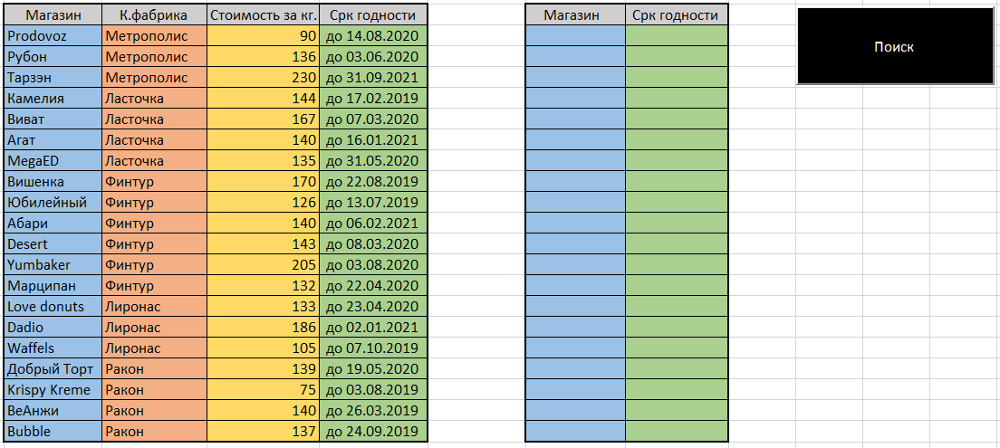 Магазин К.фабрика Стоимость за кг. Срк годности Магазин Срк годности
Prodovoz Метрополис 90 до 14.08.2020
Поиск
Рубон Метрополис 136 до 03.06.2020
Тарзэн Метрополис 230 до 31.09.2021
Камелия Ласточка 144 до 17.02.2019
Виват Ласточка 167 до 07.03.2020
Агат Ласточка 140 до 16.01.2021
MegaED Ласточка 135 до 31.05.2020
Вишенка Финтур 170 до 22.08.2019
Юбилейный Финтур 126 до 13.07.2019
Абари Финтур 140 до 06.02.2021
Desert Финтур 143 до 08.03.2020
Yumbaker Финтур 205 до 03.08.2020
Марципан Финтур 132 до 22.04.2020
Love donuts Лиронас 133 до 23.04.2020
Dadio Лиронас 186 до 02.01.2021
Waffels Лиронас 105 до 07.10.2019
Добрый Торт Ракон 139 до 19.05.2020
Krispy Kreme Ракон 75 до 03.08.2019
ВеАнжи Ракон 140 до 26.03.2019
Bubble Ракон 137 до 24.09.2019